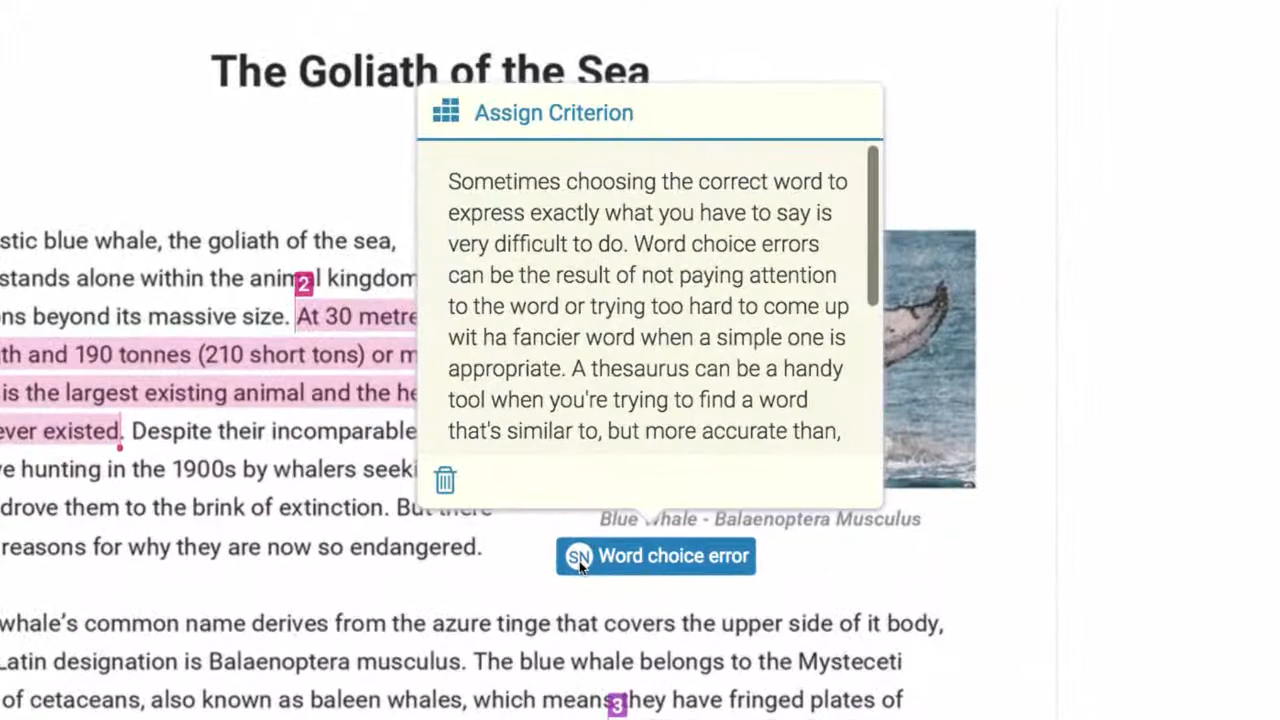 The Goliath of the Sea
Assign Criterion
Sometimes choosing the correct word to
express exactly what you have to say is
very difficult to do. Word choice errors
can be the result of not paying attention
to the word or trying too hard to come up
wit ha fancier word when a simple one is
appropriate. A thesaurus can be a handy
tool when you're trying to find a word
that's similar to, but more accurate than,
stic blue whale, the goliath of the sea,
stands alone within the animal kingdom
2
ns beyond its massive size. At 30 metre
th and 190 tonnes (210 short tons) or m
is the largest existing animal and the he
ever existed. Despite their incomparable
ve hunting in the 1900s by whalers seeki
drove them to the brink of extinction. But there
reasons for why they are now so endangered.
Blue Whale - Balaenoptera Musculus
SN Word choice error
whale's common name derives from the azure tinge that covers the upper side of it body,
Latin designation is Balaenoptera musculus. The blue whale belongs to the Mysteceti
of cetaceans, also known as baleen whales, which means they have fringed plates of
3